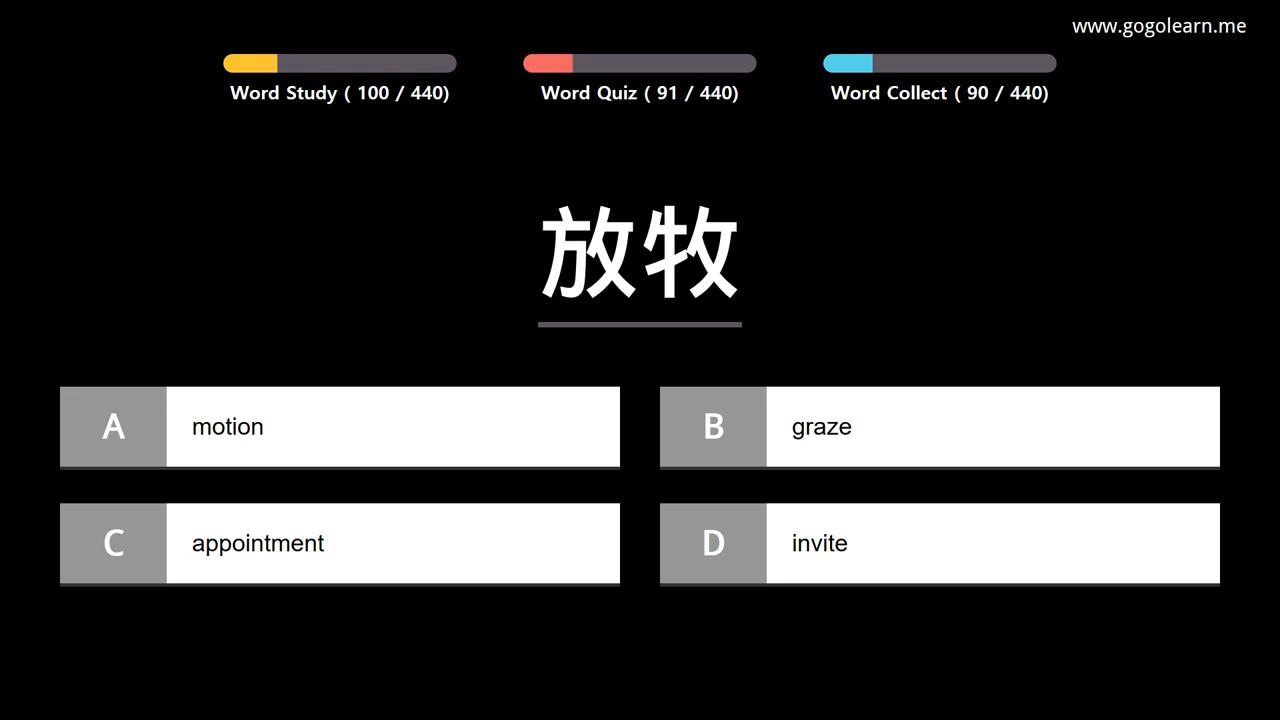 www.gogolearn.me
Word Study ( 100 / 440)
Word Quiz ( 91 / 440)
Word Collect ( 90 / 440)
放牧
A motion
B graze
C appointment
D invite